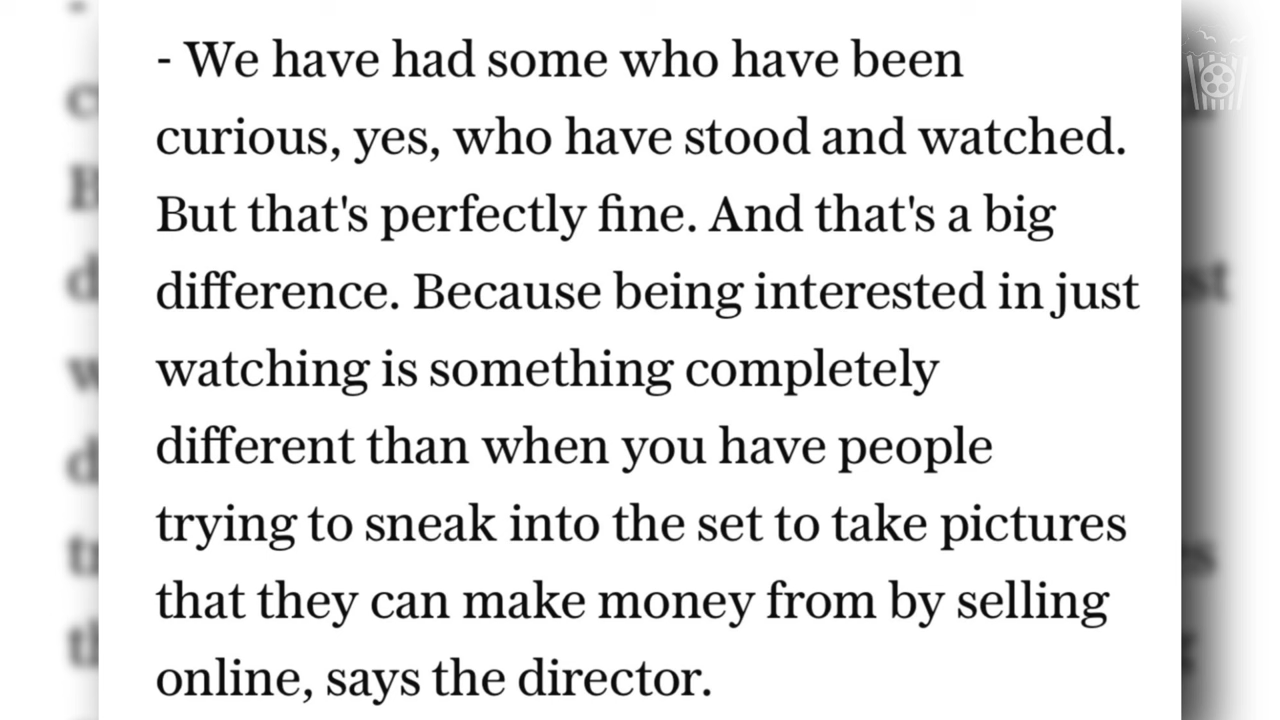 - We have had some who have been
curious, yes, who have stood and watched.
But that's perfectly fine. And that's a big
difference. Because being interested in just
watching is something completely
different than when you have people
trying to sneak into the set to take pictures
that they can make money from by selling
online, says the director.